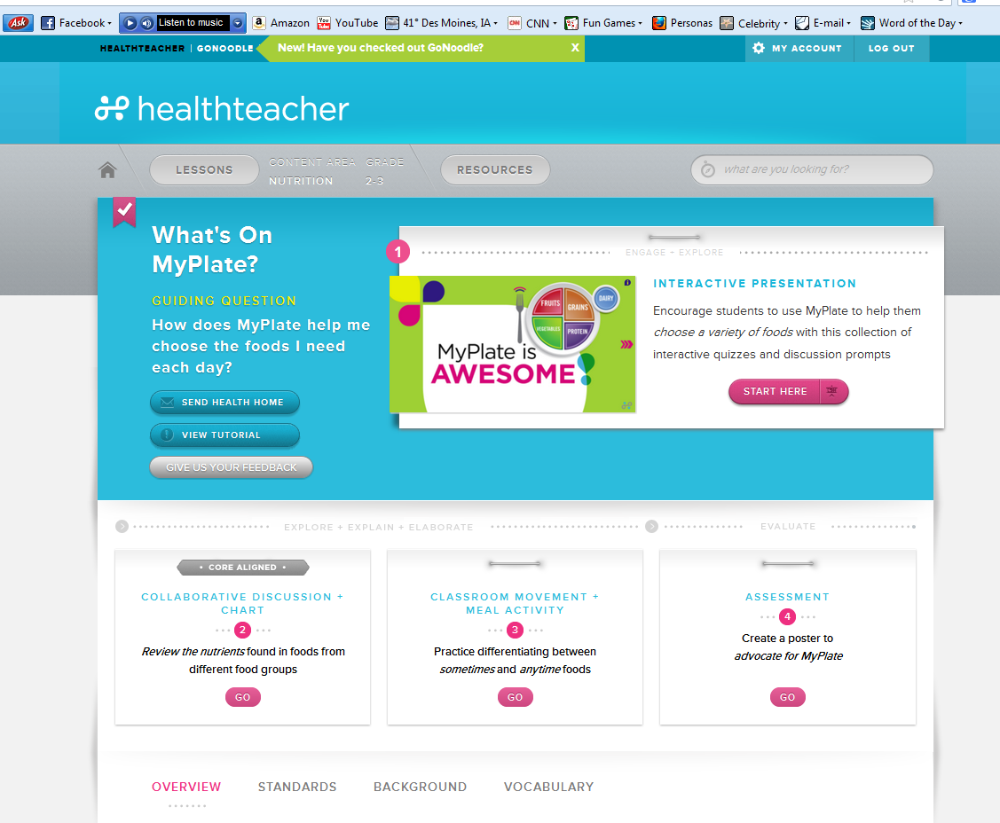 Ask Facebook Listen to music Amazon YouTube 41° Des Moines, IA CNN Fun Games Personas Celebrity E-mail Word of the Day
HEALTHTEACHER | GONOODLE New! Have you checked out GoNoodle? X MY ACCOUNT LOG OUT
healthteacher
LESSONS CONTENT AREA GRADE RESOURCES what are you looking for?
NUTRITION 2-3
What's On
MyPlate?
GUIDING QUESTION
How does MyPlate help me
choose the foods I need
each day?
SEND HEALTH HOME
VIEW TUTORIAL
GIVE US YOUR FEEDBACK
1 ENGAGE + EXPLORE
FRUITS GRAINS DAIRY
VEGETABLES PROTEIN
MyPlate is
AWESOME!
INTERACTIVE PRESENTATION
Encourage students to use MyPlate to help them
choose a variety of foods with this collection of
interactive quizzes and discussion prompts
START HERE
EXPLORE + EXPLAIN + ELABORATE EVALUATE
• CORE ALIGNED •
COLLABORATIVE DISCUSSION +
CHART
2
Review the nutrients found in foods from
different food groups
GO
CLASSROOM MOVEMENT +
MEAL ACTIVITY
3
Practice differentiating between
sometimes and anytime foods
GO
ASSESSMENT
4
Create a poster to
advocate for MyPlate
GO
OVERVIEW STANDARDS BACKGROUND VOCABULARY